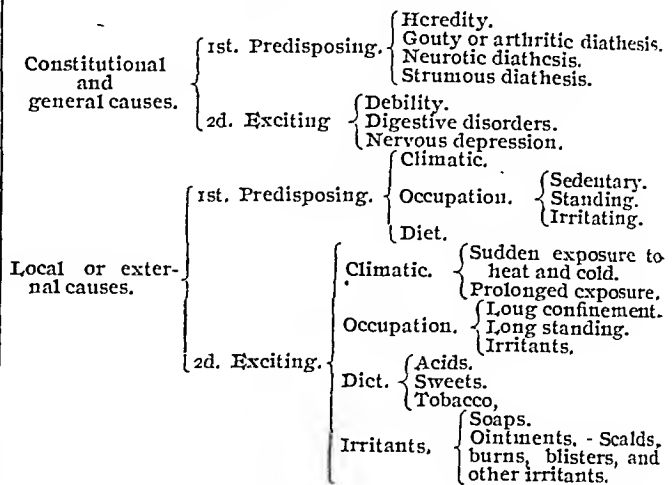 Constitutional
and
general causes.
1st. Predisposing.
Heredity.
Gouty or arthritic diathesis.
Neurotic diathesis.
Strumous diathesis.
2d. Exciting
Debility.
Digestive disorders.
Nervous depression.
Local or exter-
nal causes.
1st. Predisposing.
Climatic.
Occupation.
Sedentary.
Standing.
Irritating.
Diet.
2d. Exciting.
Climatic.
Sudden exposure to
heat and cold.
Prolonged exposure.
Occupation.
Loug confinement.
Long standing.
Irritants.
Dict.
Acids.
Sweets.
Tobacco,
Irritants,
Soaps.
Ointments. - Scalds,
burns, blisters, and
other irritants.